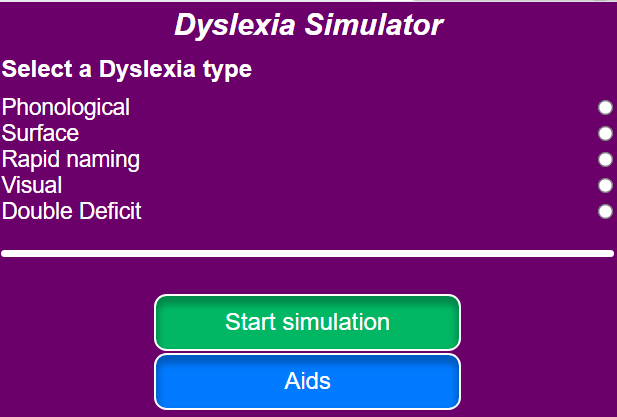 Dyslexia Simulator
Select a Dyslexia type
Phonological
Surface
Rapid naming
Visual
Double Deficit
Start simulation
Aids